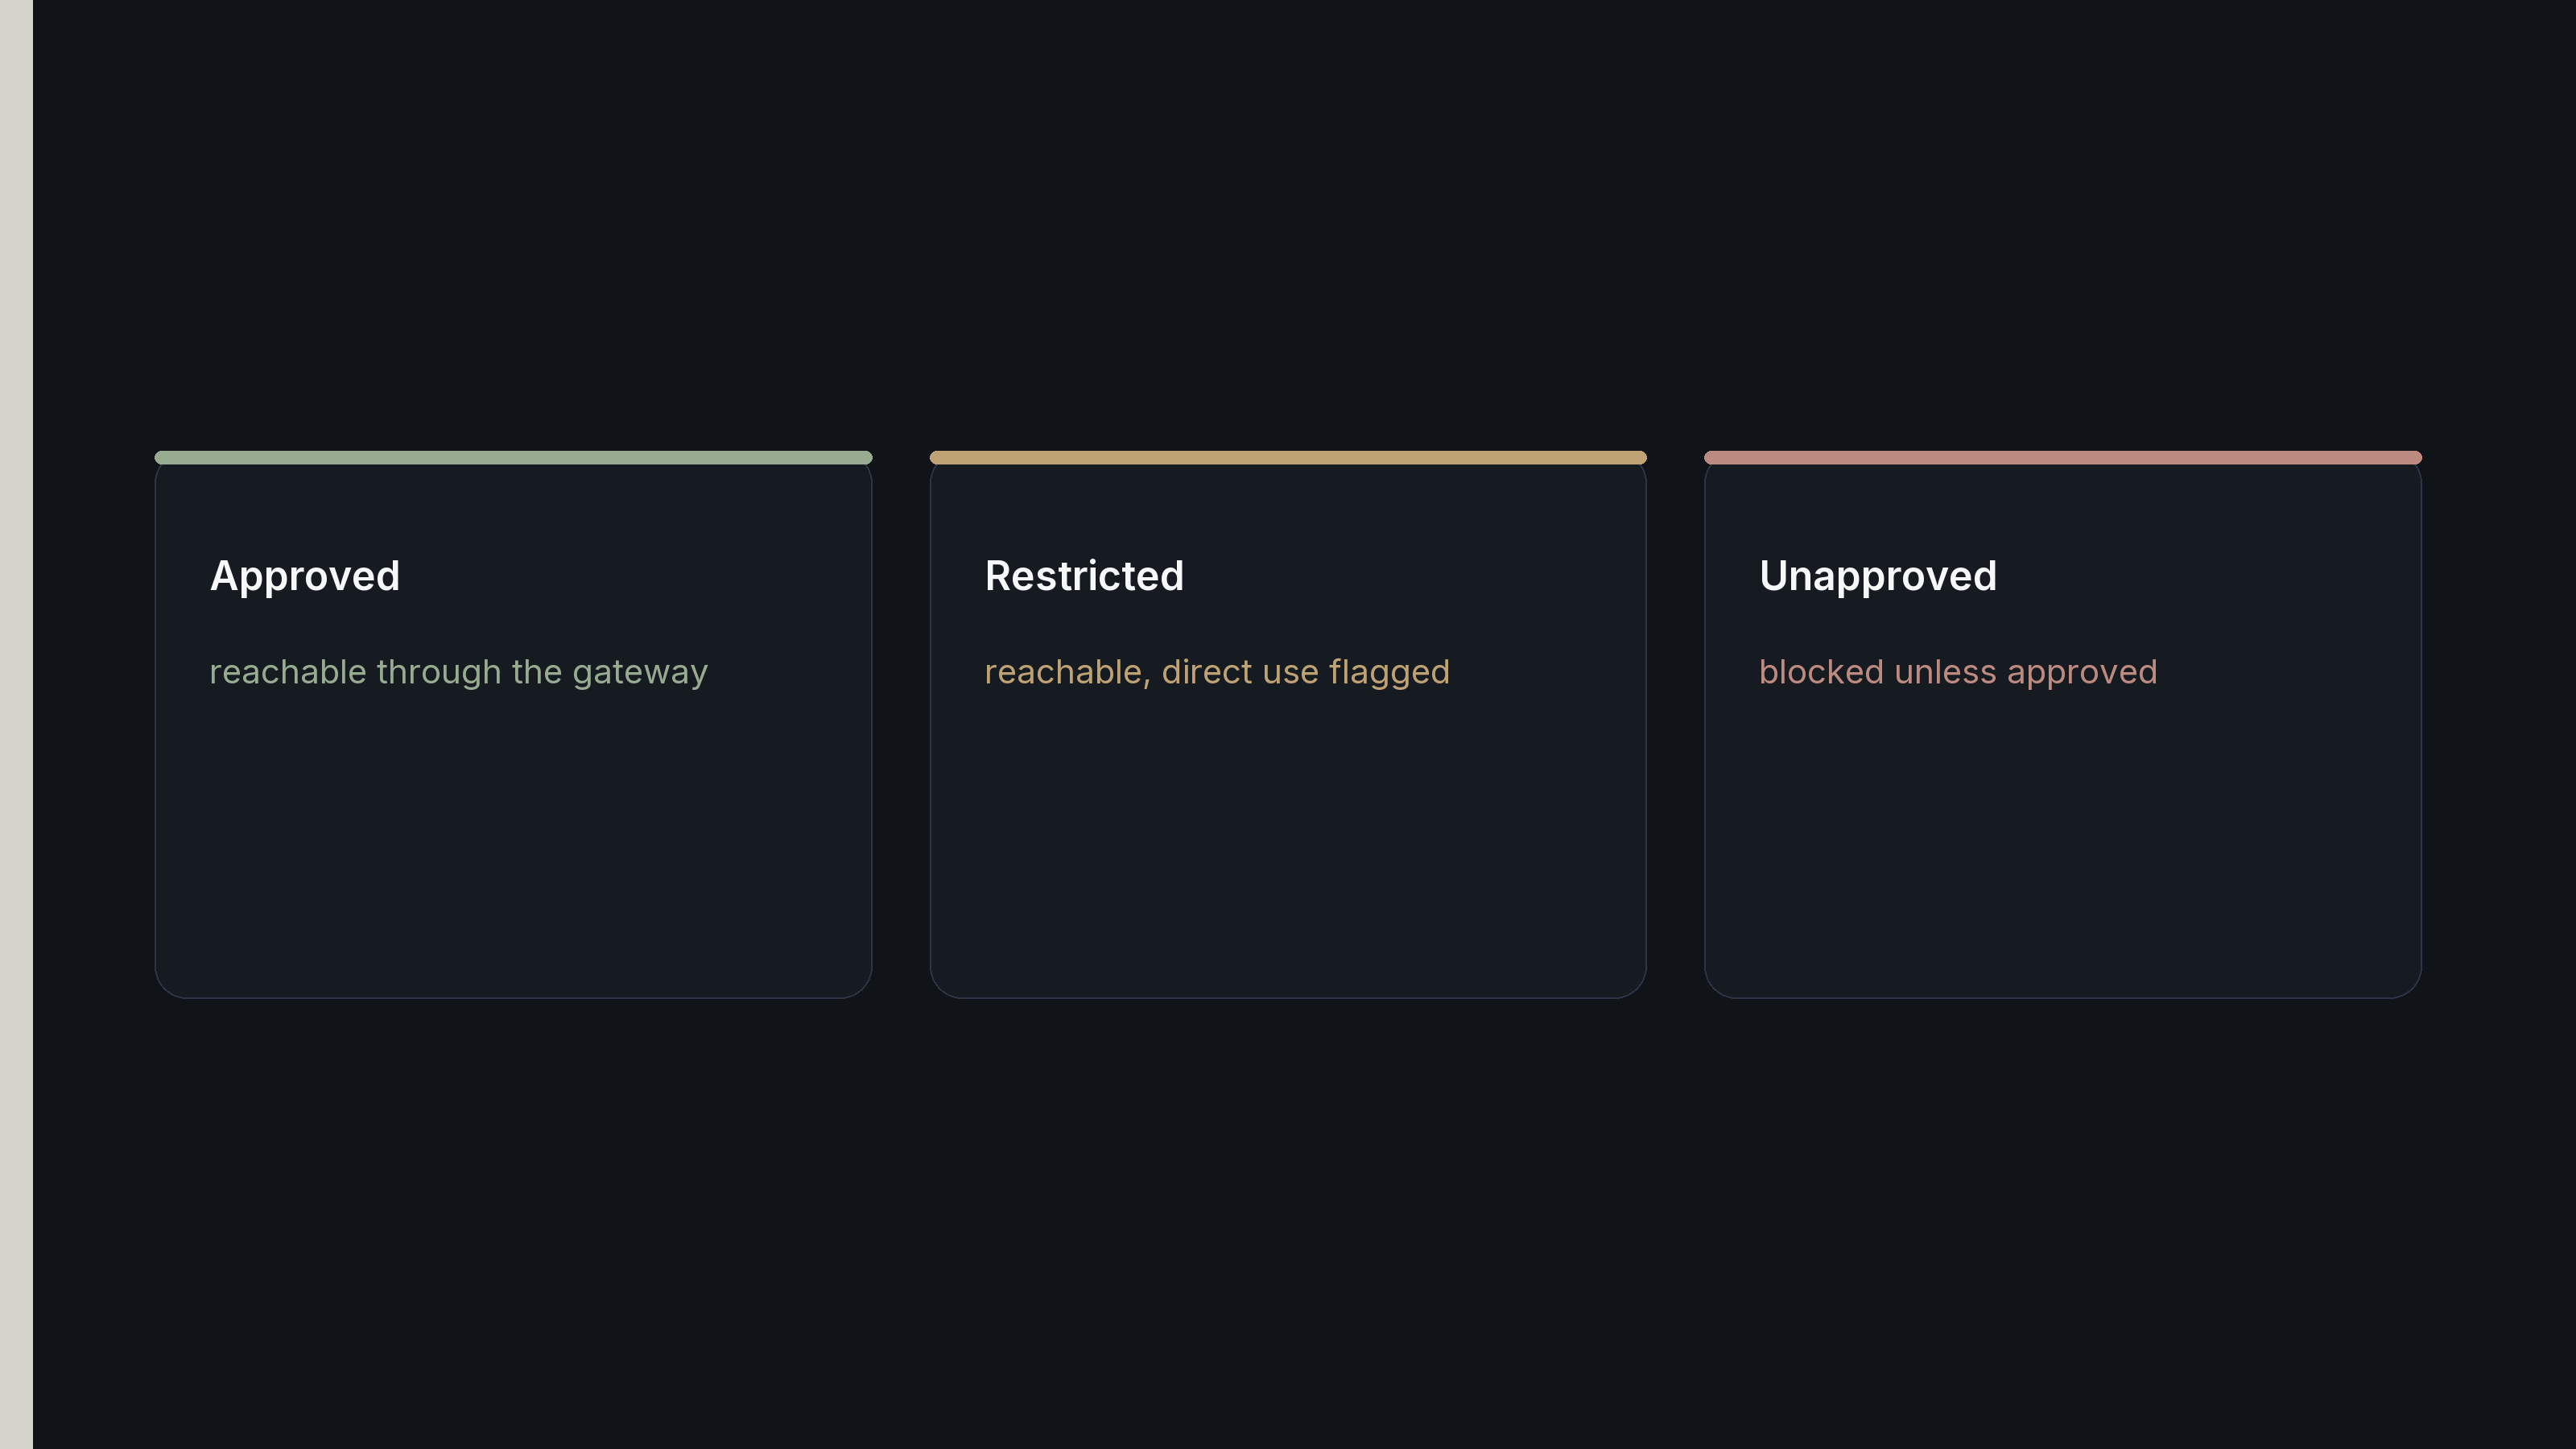 Approved
reachable through the gateway
Restricted
reachable, direct use flagged
Unapproved
blocked unless approved